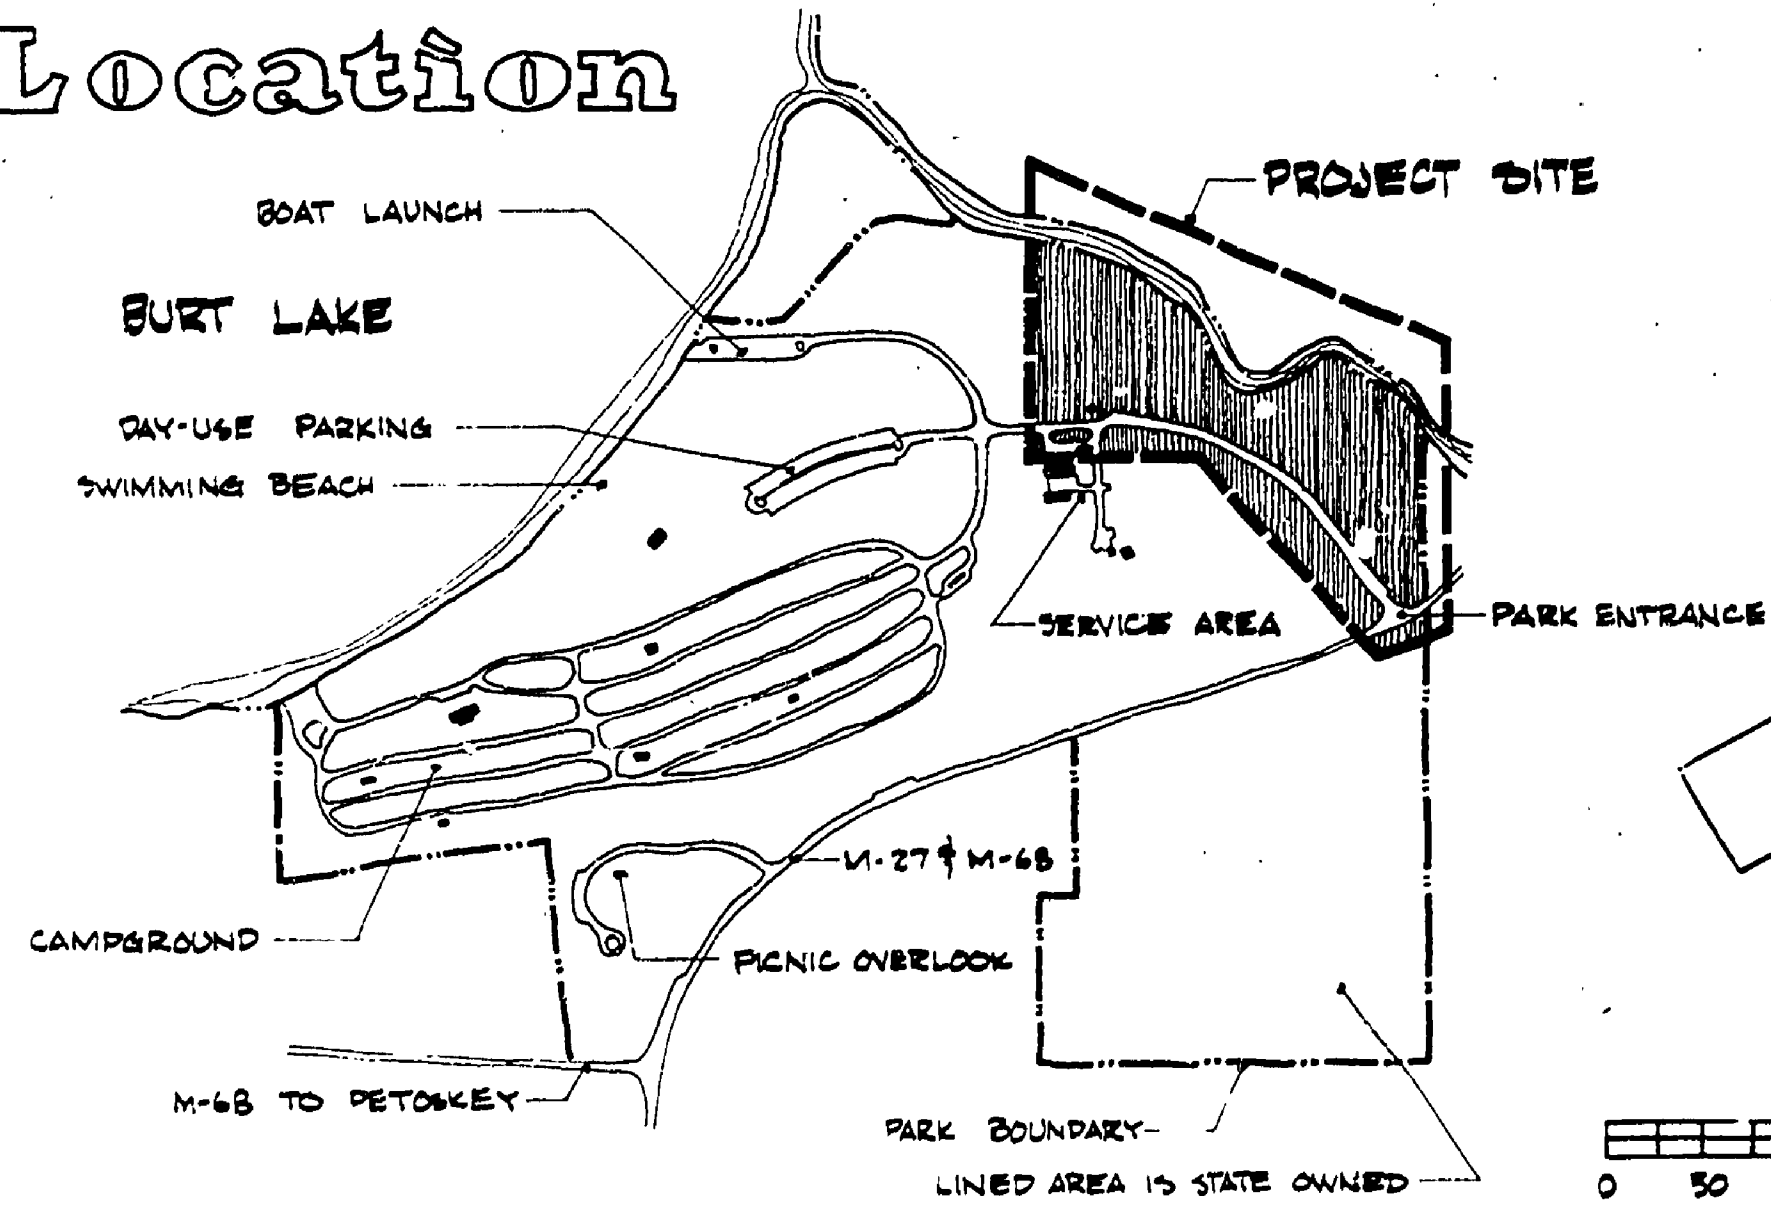 Location
PROJECT SITE
BOAT LAUNCH
BURT LAKE
DAY-USE PARKING
SWIMMING BEACH
SERVICE AREA
PARK ENTRANCE
M-27 & M-68
CAMPGROUND
PICNIC OVERLOOK
M-68 TO PETOSKEY
PARK BOUNDARY
LINED AREA IS STATE OWNED
0 50